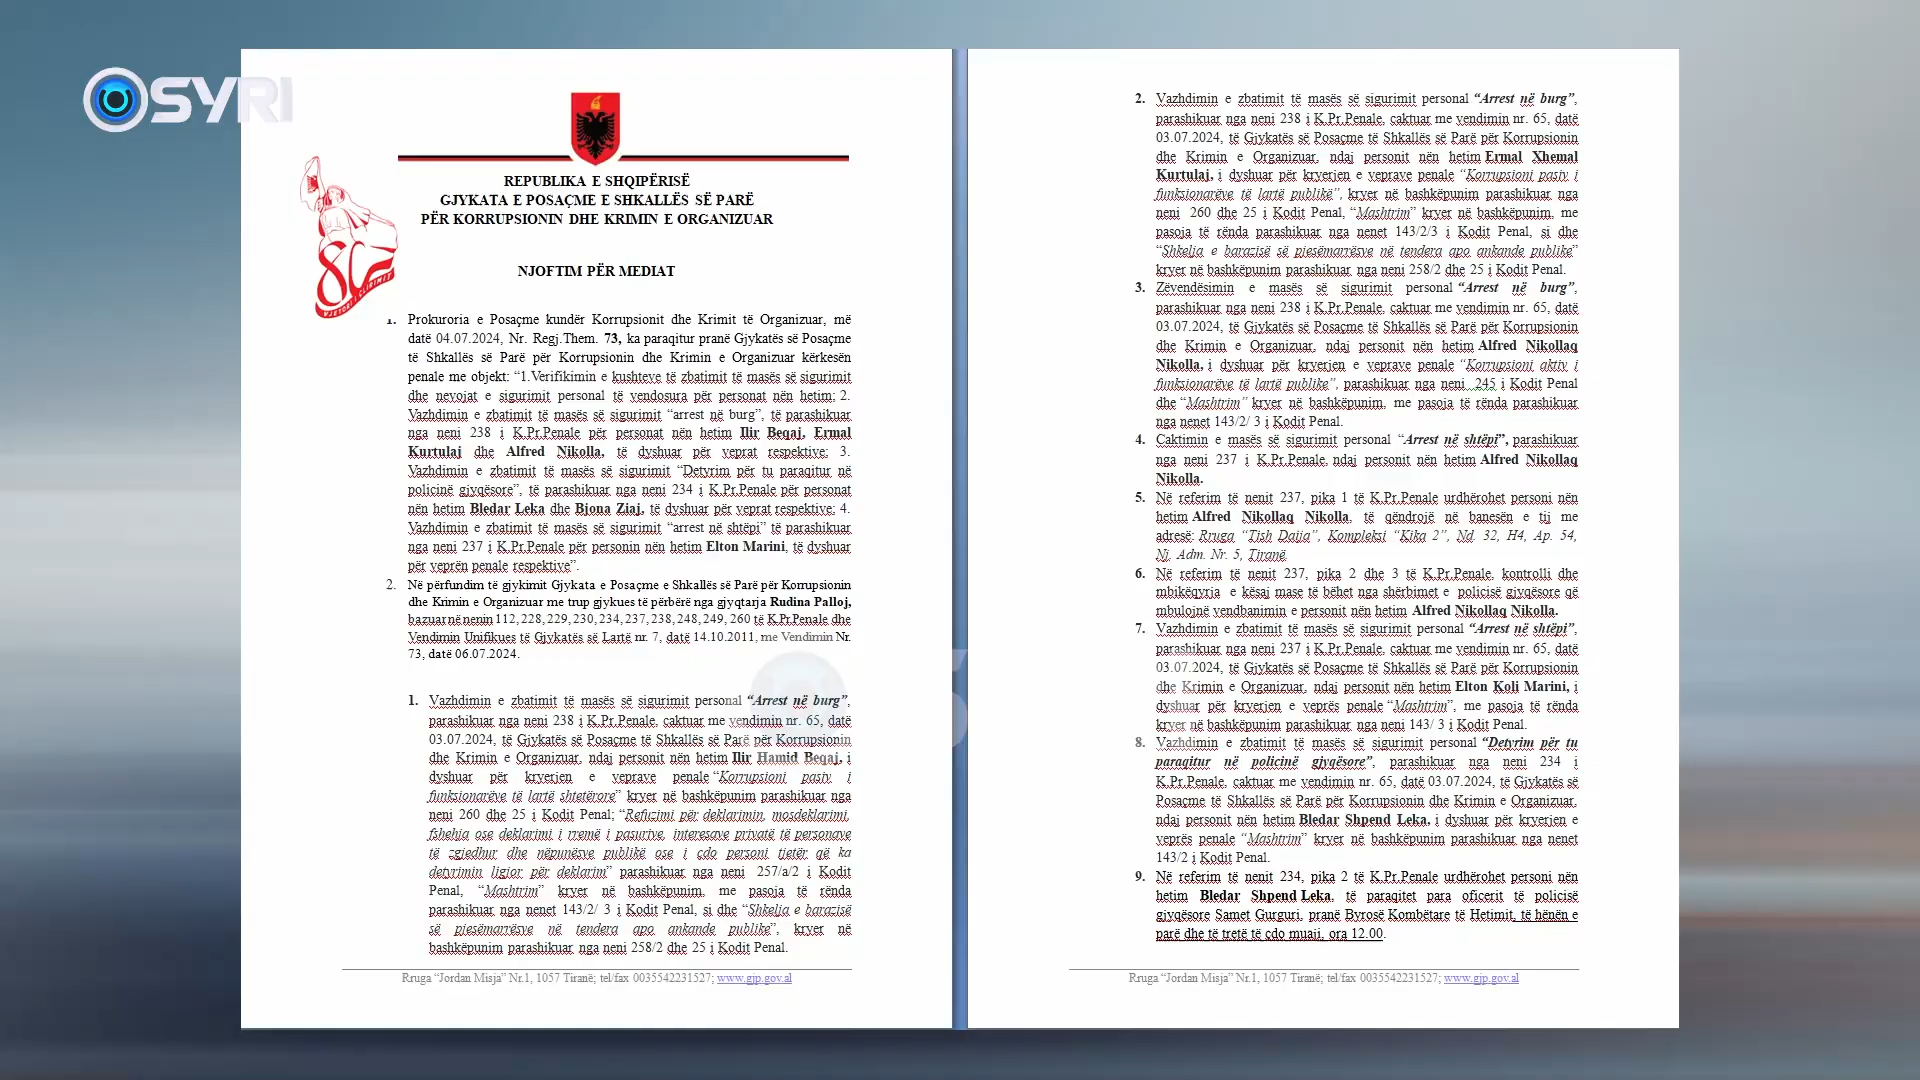 SYRI
REPUBLIKA E SHQIPËRISË
GJYKATA E POSAÇME E SHKALLËS SË PARË
PËR KORRUPSIONIN DHE KRIMIN E ORGANIZUAR
80
VJETORI I ÇLIRIMIT
NJOFTIM PËR MEDIAT
1. Prokuroria e Posaçme kundër Korrupsionit dhe Krimit të Organizuar, më
datë 04.07.2024, Nr. Regj.Them. 73, ka paraqitur pranë Gjykatës së Posaçme
të Shkallës së Parë për Korrupsionin dhe Krimin e Organizuar kërkesën
penale me objekt: “1.Verifikimin e kushteve të zbatimit të masës së sigurimit
dhe nevojat e sigurimit personal të vendosura për personat nën hetim; 2.
Vazhdimin e zbatimit të masës së sigurimit “arrest në burg”, të parashikuar
nga neni 238 i K.Pr.Penale për personat nën hetim Ilir Beqaj, Ermal
Kurtulaj dhe Alfred Nikolla, të dyshuar për veprat respektive; 3.
Vazhdimin e zbatimit të masës së sigurimit “Detyrim për tu paraqitur në
policinë gjyqësore”, të parashikuar nga neni 234 i K.Pr.Penale për personat
nën hetim Bledar Leka dhe Bjona Ziaj, të dyshuar për veprat respektive; 4.
Vazhdimin e zbatimit të masës së sigurimit “arrest në shtëpi” të parashikuar
nga neni 237 i K.Pr.Penale për personin nën hetim Elton Marini, të dyshuar
për veprën penale respektive”.
2. Në përfundim të gjykimit Gjykata e Posaçme e Shkallës së Parë për Korrupsionin
dhe Krimin e Organizuar me trup gjykues të përbërë nga gjyqtarja Rudina Palloj,
bazuar në nenin 112, 228, 229, 230, 234, 237, 238, 248, 249, 260 të K.Pr.Penale dhe
Vendimin Unifikues të Gjykatës së Lartë nr. 7, datë 14.10.2011, me Vendimin Nr.
73, datë 06.07.2024.
1. Vazhdimin e zbatimit të masës së sigurimit personal “Arrest në burg”,
parashikuar nga neni 238 i K.Pr.Penale, caktuar me vendimin nr. 65, datë
03.07.2024, të Gjykatës së Posaçme të Shkallës së Parë për Korrupsionin
dhe Krimin e Organizuar, ndaj personit nën hetim Ilir Hamid Beqaj, i
dyshuar për kryerjen e veprave penale “Korrupsioni pasiv i
funksionarëve të lartë shtetërore” kryer në bashkëpunim parashikuar nga
neni 260 dhe 25 i Kodit Penal; “Refuzimi për deklarimin, mosdeklarimi,
fshehja ose deklarimi i rremë i pasurive, interesave privatë të personave
të zgjedhur dhe nëpunësve publikë ose i çdo personi tjetër që ka
detyrimin ligjor për deklarim” parashikuar nga neni 257/a/2 i Kodit
Penal, “Mashtrim” kryer në bashkëpunim, me pasoja të rënda
parashikuar nga nenet 143/2/ 3 i Kodit Penal, si dhe “Shkelja e barazisë
së pjesëmarrësve në tendera apo ankande publike”, kryer në
bashkëpunim parashikuar nga neni 258/2 dhe 25 i Kodit Penal.
Rruga “Jordan Misja” Nr.1, 1057 Tiranë; tel/fax 0035542231527; www.gjp.gov.al
2. Vazhdimin e zbatimit të masës së sigurimit personal “Arrest në burg”,
parashikuar nga neni 238 i K.Pr.Penale, caktuar me vendimin nr. 65, datë
03.07.2024, të Gjykatës së Posaçme të Shkallës së Parë për Korrupsionin
dhe Krimin e Organizuar, ndaj personit nën hetim Ermal Xhemal
Kurtulaj, i dyshuar për kryerjen e veprave penale “Korrupsioni pasiv i
funksionarëve të lartë publikë”, kryer në bashkëpunim parashikuar nga
neni 260 dhe 25 i Kodit Penal, “Mashtrim” kryer në bashkëpunim, me
pasoja të rënda parashikuar nga nenet 143/2/3 i Kodit Penal, si dhe
“Shkelja e barazisë së pjesëmarrësve në tendera apo ankande publike”
kryer në bashkëpunim parashikuar nga neni 258/2 dhe 25 i Kodit Penal.
3. Zëvendësimin e masës së sigurimit personal “Arrest në burg”,
parashikuar nga neni 238 i K.Pr.Penale, caktuar me vendimin nr. 65, datë
03.07.2024, të Gjykatës së Posaçme të Shkallës së Parë për Korrupsionin
dhe Krimin e Organizuar, ndaj personit nën hetim Alfred Nikollaq
Nikolla, i dyshuar për kryerjen e veprave penale “Korrupsioni aktiv i
funksionarëve të lartë publike”, parashikuar nga neni 245 i Kodit Penal
dhe “Mashtrim” kryer në bashkëpunim, me pasoja të rënda parashikuar
nga nenet 143/2/ 3 i Kodit Penal.
4. Caktimin e masës së sigurimit personal “Arrest në shtëpi”, parashikuar
nga neni 237 i K.Pr.Penale, ndaj personit nën hetim Alfred Nikollaq
Nikolla.
5. Në referim të nenit 237, pika 1 të K.Pr.Penale urdhërohet personi nën
hetim Alfred Nikollaq Nikolla, të qëndrojë në banesën e tij me
adresë: Rruga “Tish Daija”, Kompleksi “Kika 2”, Nd. 32, H4, Ap. 54,
Nj. Adm. Nr. 5, Tiranë.
6. Në referim të nenit 237, pika 2 dhe 3 të K.Pr.Penale, kontrolli dhe
mbikëqyrja e kësaj mase të bëhet nga shërbimet e policisë gjyqësore që
mbulojnë vendbanimin e personit nën hetim Alfred Nikollaq Nikolla.
7. Vazhdimin e zbatimit të masës së sigurimit personal “Arrest në shtëpi”,
parashikuar nga neni 237 i K.Pr.Penale, caktuar me vendimin nr. 65, datë
03.07.2024, të Gjykatës së Posaçme të Shkallës së Parë për Korrupsionin
dhe Krimin e Organizuar, ndaj personit nën hetim Elton Koli Marini, i
dyshuar për kryerjen e veprës penale “Mashtrim”, me pasoja të rënda
kryer në bashkëpunim parashikuar nga neni 143/ 3 i Kodit Penal.
8. Vazhdimin e zbatimit të masës së sigurimit personal “Detyrim për tu
paraqitur në policinë gjyqësore”, parashikuar nga neni 234 i
K.Pr.Penale, caktuar me vendimin nr. 65, datë 03.07.2024, të Gjykatës së
Posaçme të Shkallës së Parë për Korrupsionin dhe Krimin e Organizuar,
ndaj personit nën hetim Bledar Shpend Leka, i dyshuar për kryerjen e
veprës penale “Mashtrim” kryer në bashkëpunim parashikuar nga nenet
143/2 i Kodit Penal.
9. Në referim të nenit 234, pika 2 të K.Pr.Penale urdhërohet personi nën
hetim Bledar Shpend Leka, të paraqitet para oficerit të policisë
gjyqësore Samet Gurguri, pranë Byrosë Kombëtare të Hetimit, të hënën e
parë dhe të tretë të çdo muaji, ora 12.00.
Rruga “Jordan Misja” Nr.1, 1057 Tiranë; tel/fax 0035542231527; www.gjp.gov.al